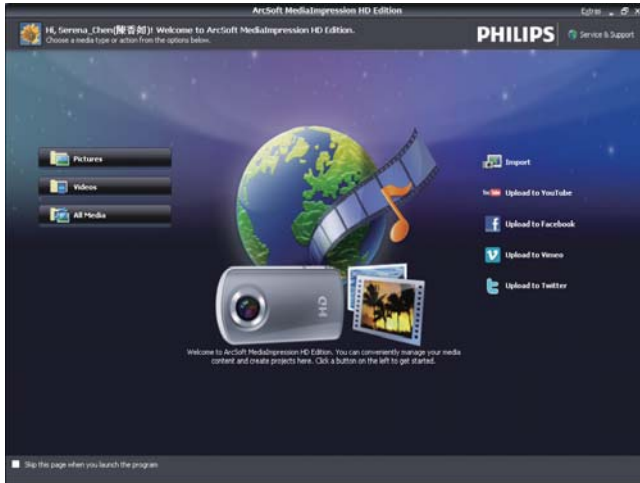 ArcSoft MediaImpression HD Edition
Extras
Hi, Serena_Chen(陳香如)! Welcome to ArcSoft MediaImpression HD Edition.
Choose a media type or action from the options below.
PHILIPS
Service & Support
Pictures
Videos
All Media
Import
YouTube
Upload to YouTube
f
Upload to Facebook
v
Upload to Vimeo
t
Upload to Twitter
HD
Welcome to ArcSoft MediaImpression HD Edition. You can conveniently manage your media
content and create projects here. Click a button on the left to get started.
Skip this page when you launch the program